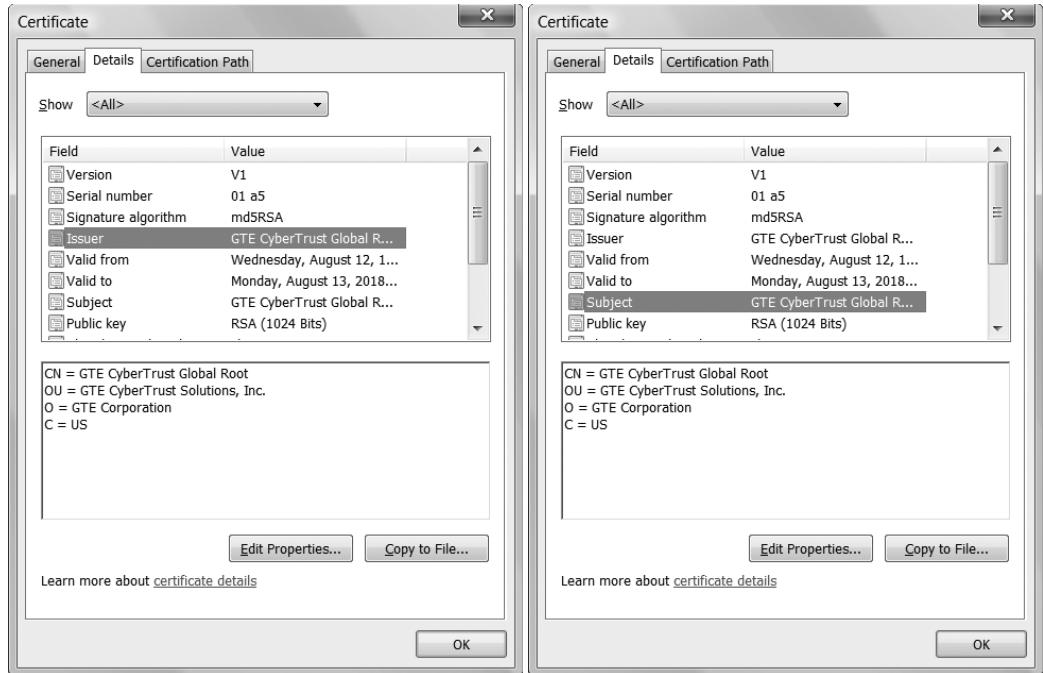 Certificate
General Details Certification Path
Show <All>
Field Value
Version V1
Serial number 01 a5
Signature algorithm md5RSA
Issuer GTE CyberTrust Global R...
Valid from Wednesday, August 12, 1...
Valid to Monday, August 13, 2018...
Subject GTE CyberTrust Global R...
Public key RSA (1024 Bits)
CN = GTE CyberTrust Global Root
OU = GTE CyberTrust Solutions, Inc.
O = GTE Corporation
C = US
Edit Properties... Copy to File...
Learn more about certificate details
OK
Certificate
General Details Certification Path
Show <All>
Field Value
Version V1
Serial number 01 a5
Signature algorithm md5RSA
Issuer GTE CyberTrust Global R...
Valid from Wednesday, August 12, 1...
Valid to Monday, August 13, 2018...
Subject GTE CyberTrust Global R...
Public key RSA (1024 Bits)
CN = GTE CyberTrust Global Root
OU = GTE CyberTrust Solutions, Inc.
O = GTE Corporation
C = US
Edit Properties... Copy to File...
Learn more about certificate details
OK